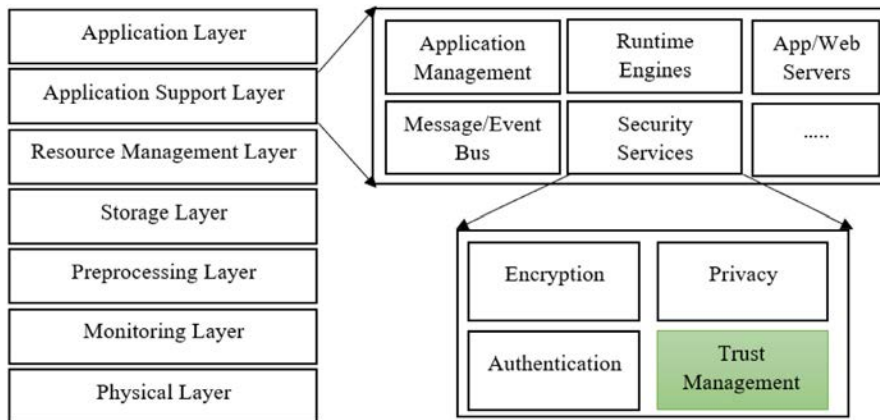 Application Layer
Application Support Layer
Resource Management Layer
Storage Layer
Preprocessing Layer
Monitoring Layer
Physical Layer
Application
Management
Runtime
Engines
App/Web
Servers
Message/Event
Bus
Security
Services
.....
Encryption
Privacy
Authentication
Trust
Management